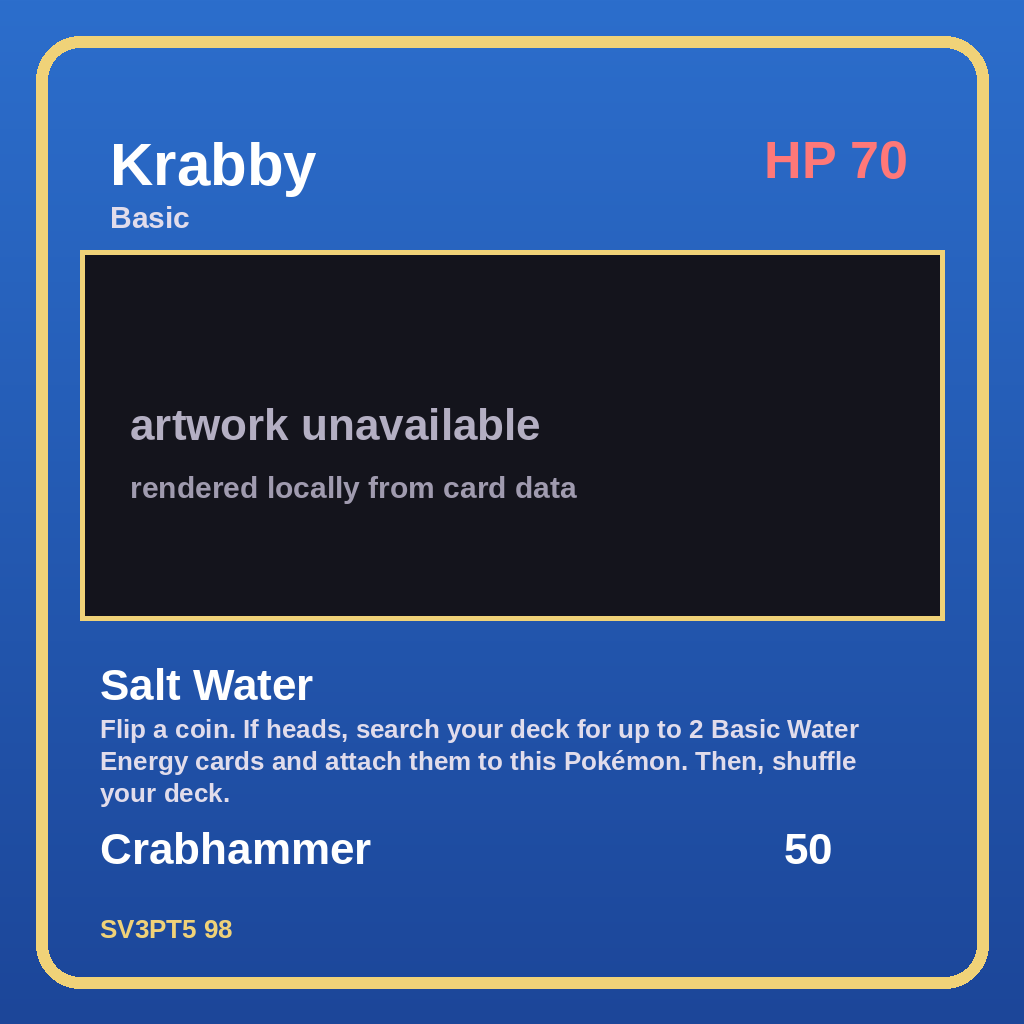 Krabby
HP 70
Basic
artwork unavailable
rendered locally from card data
Salt Water
Flip a coin. If heads, search your deck for up to 2 Basic Water
Energy cards and attach them to this Pokémon. Then, shuffle
your deck.
Crabhammer 50
SV3PT5 98